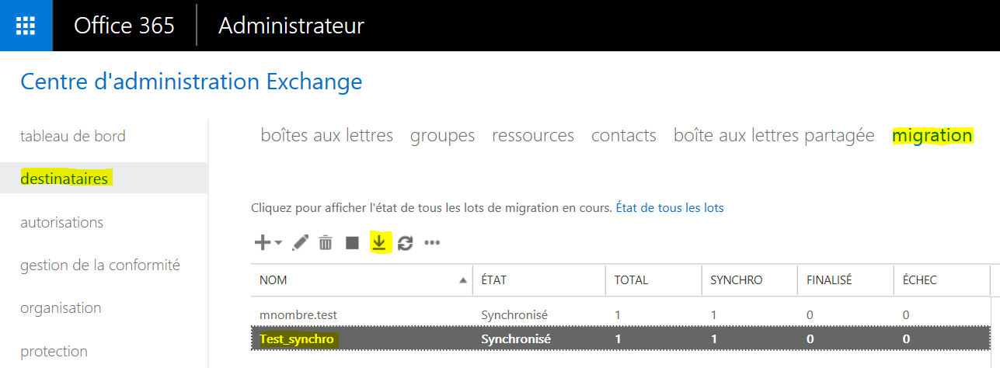 Office 365 Administrateur
Centre d'administration Exchange
tableau de bord
destinataires
autorisations
gestion de la conformité
organisation
protection
boîtes aux lettres groupes ressources contacts boîte aux lettres partagée migration
Cliquez pour afficher l'état de tous les lots de migration en cours. État de tous les lots
NOM ÉTAT TOTAL SYNCHRO FINALISÉ ÉCHEC
mnombre.test Synchronisé 1 1 0 0
Test_synchro Synchronisé 1 1 0 0